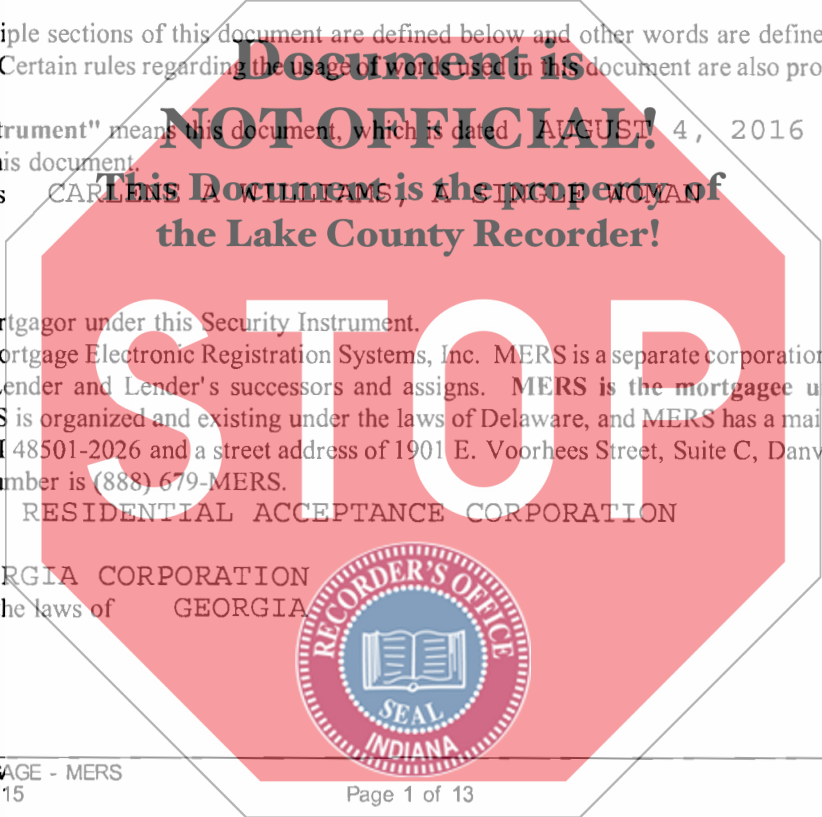 iple sections of this document are defined below and other words are define
Certain rules regarding the usage of words used in this document are also pro
Document is
NOT OFFICIAL!
This Document is the property of
the Lake County Recorder!
trument" means this document, which is dated AUGUST 4, 2016
is document.
s CARLENE A WILLIAMS, A SINGLE WOMAN
rtgagor under this Security Instrument.
ortgage Electronic Registration Systems, Inc. MERS is a separate corporation
ender and Lender's successors and assigns. MERS is the mortgagee u
S is organized and existing under the laws of Delaware, and MERS has a mai
I 48501-2026 and a street address of 1901 E. Voorhees Street, Suite C, Danv
mber is (888) 679-MERS.
STOP
RESIDENTIAL ACCEPTANCE CORPORATION
RGIA CORPORATION
he laws of GEORGIA
RECORDER'S OFFICE
SEAL
INDIANA
AGE - MERS
15 Page 1 of 13